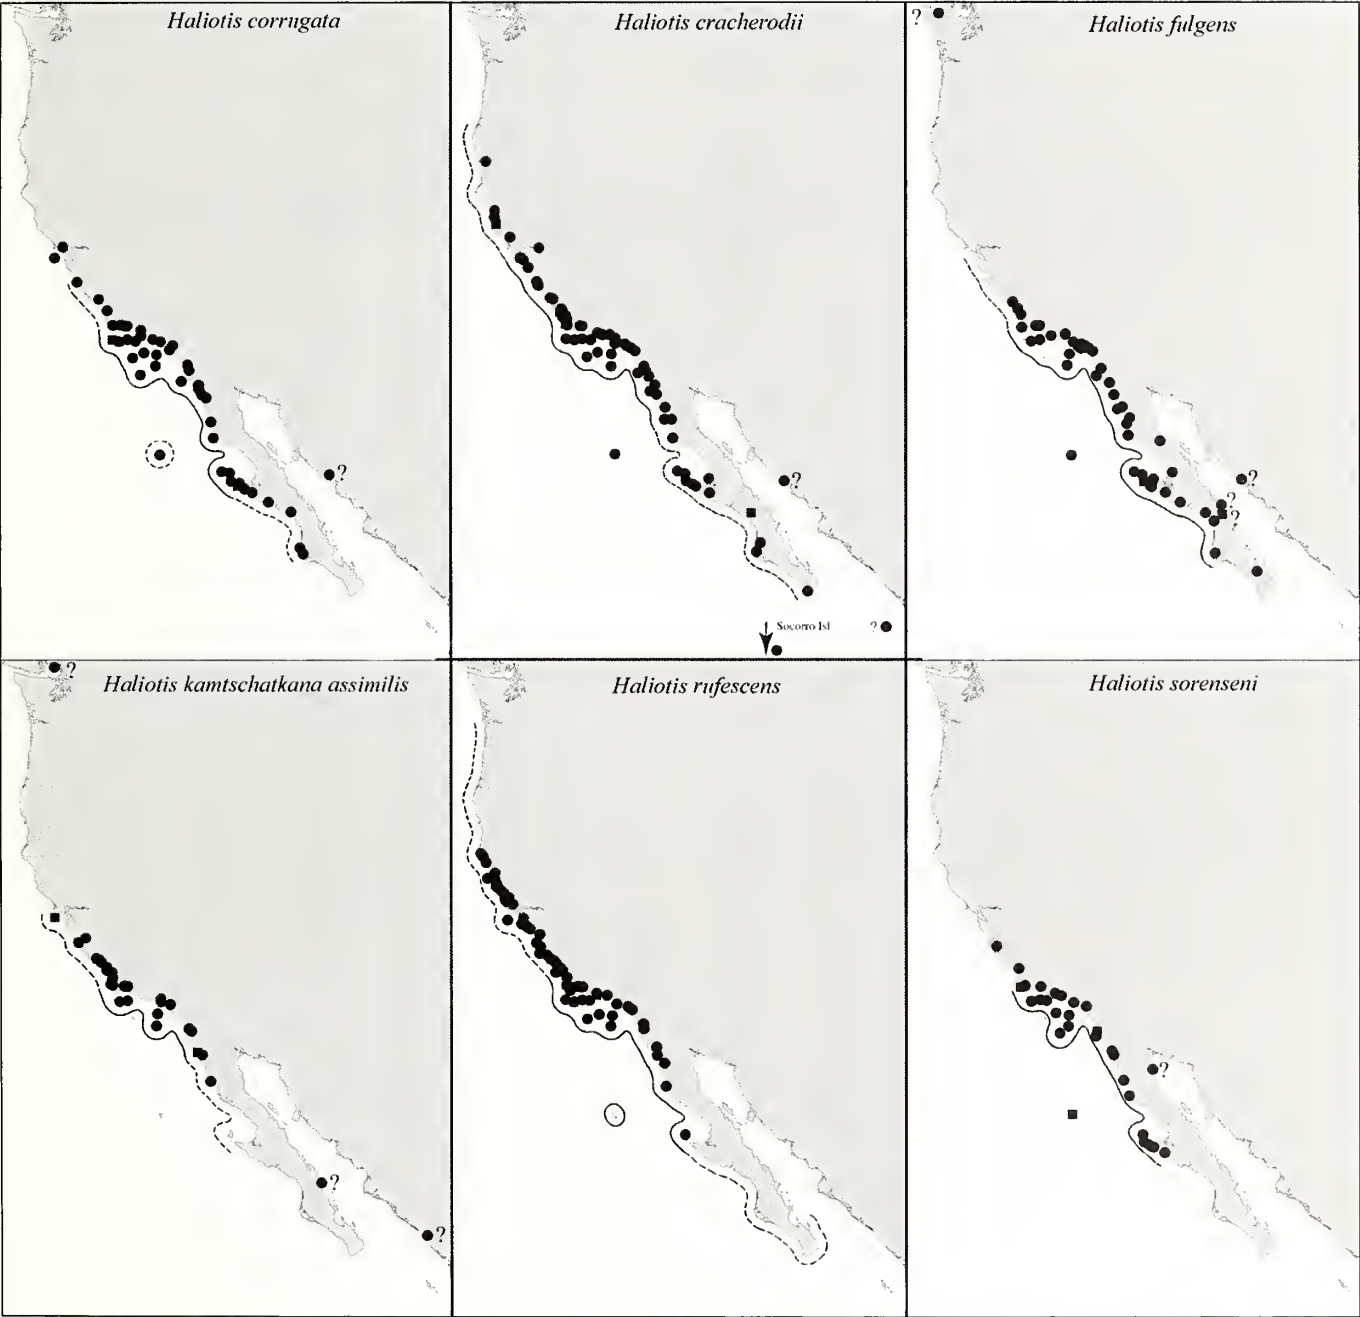 Haliotis corrugata
Haliotis cracherodii
? Haliotis fulgens
?
?
?
?
?
Socorro Isl ?
? Haliotis kamtschatkana assimilis
Haliotis rufescens
Haliotis sorenseni
?
?
?